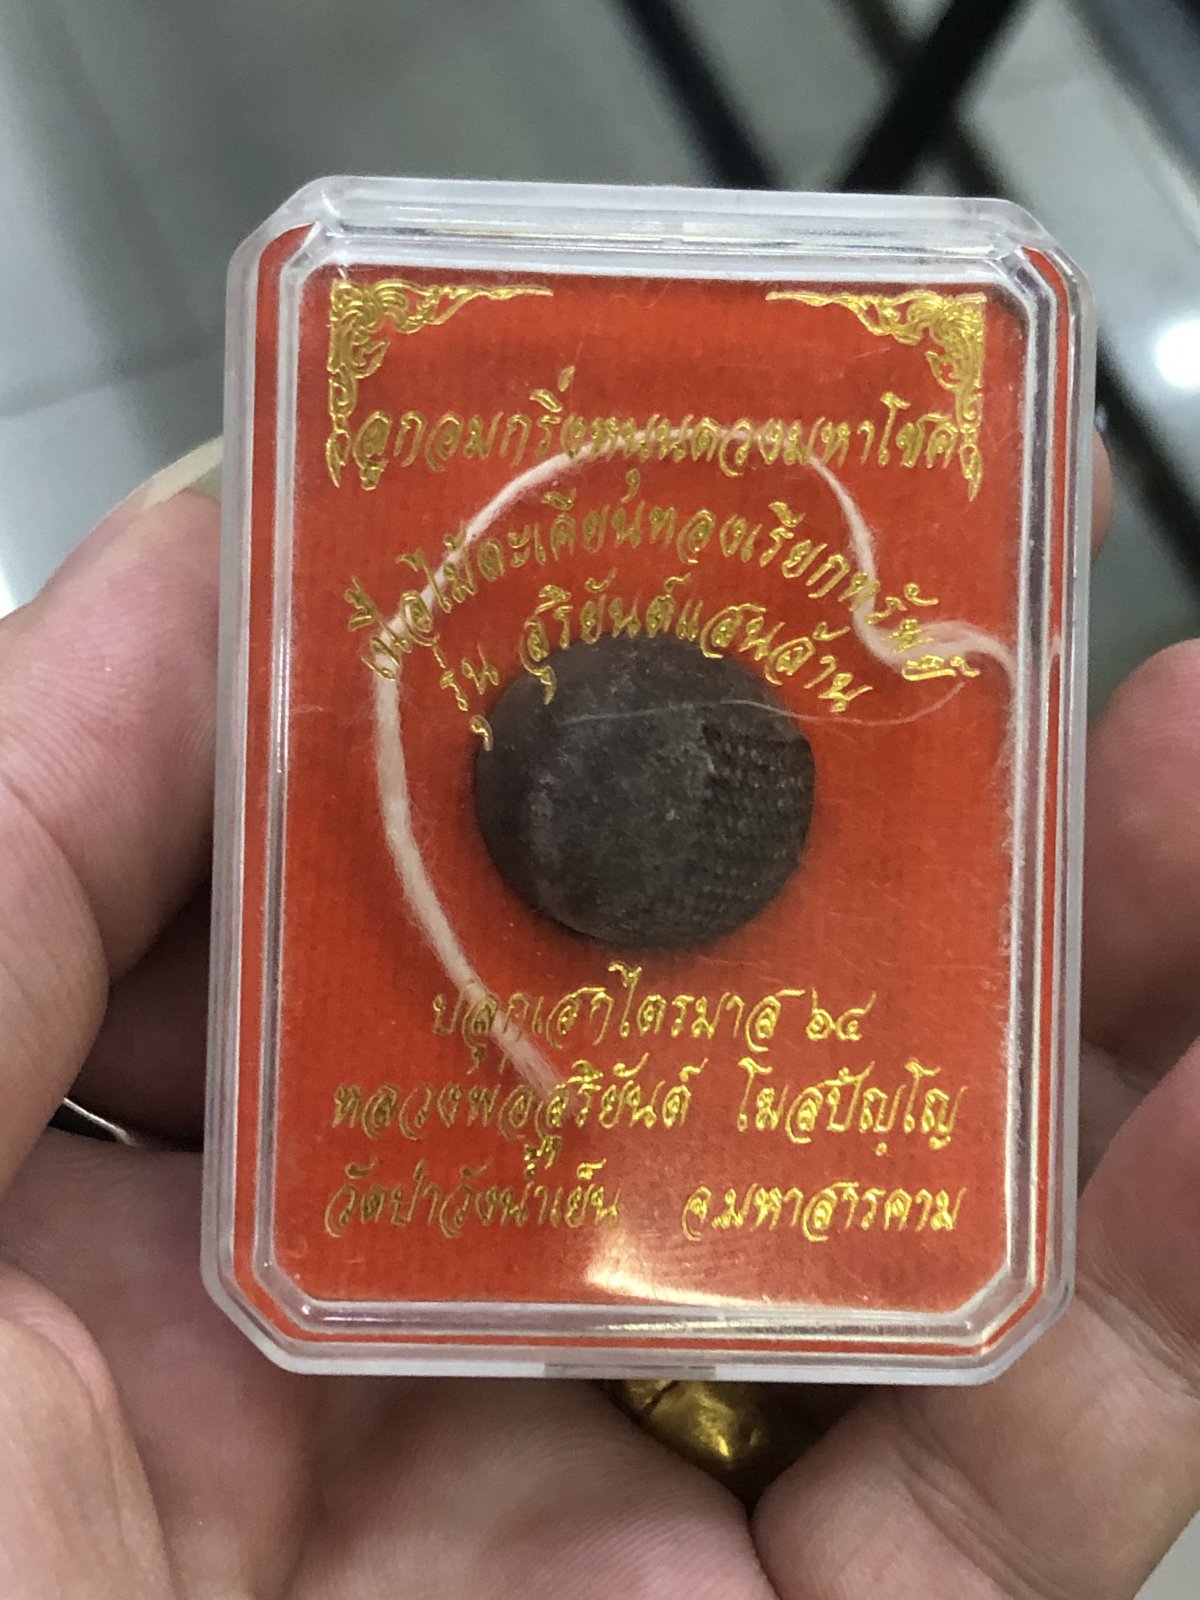 ลูกอมกริ่งหนุนดวงมหาโชค
เนื้อไม้ตะเคียนทองเรียกทรัพย์
รุ่น สุริยันต์แสนล้าน
ปลุกเสกไตรมาส ๖๔
หลวงพ่อสุริยันต์ โฆสปัญโญ
วัดป่าวังน้ำเย็น จ.มหาสารคาม